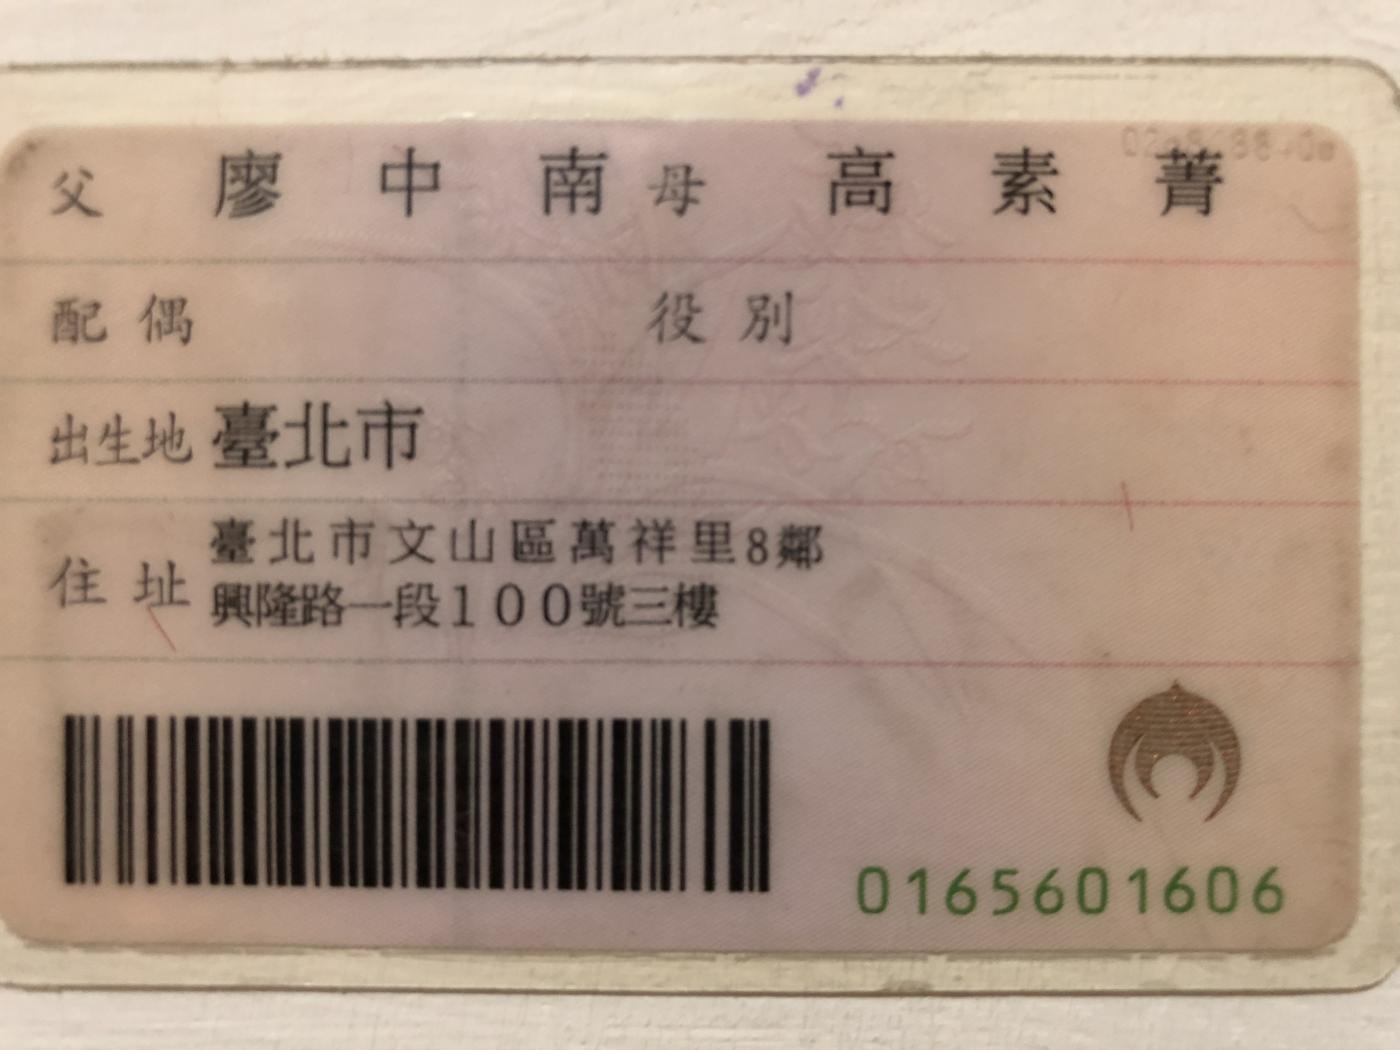 父 廖中南 母 高素菁
配偶 役別
出生地 臺北市
住址 臺北市文山區萬祥里8鄰
興隆路一段100號三樓
0165601606